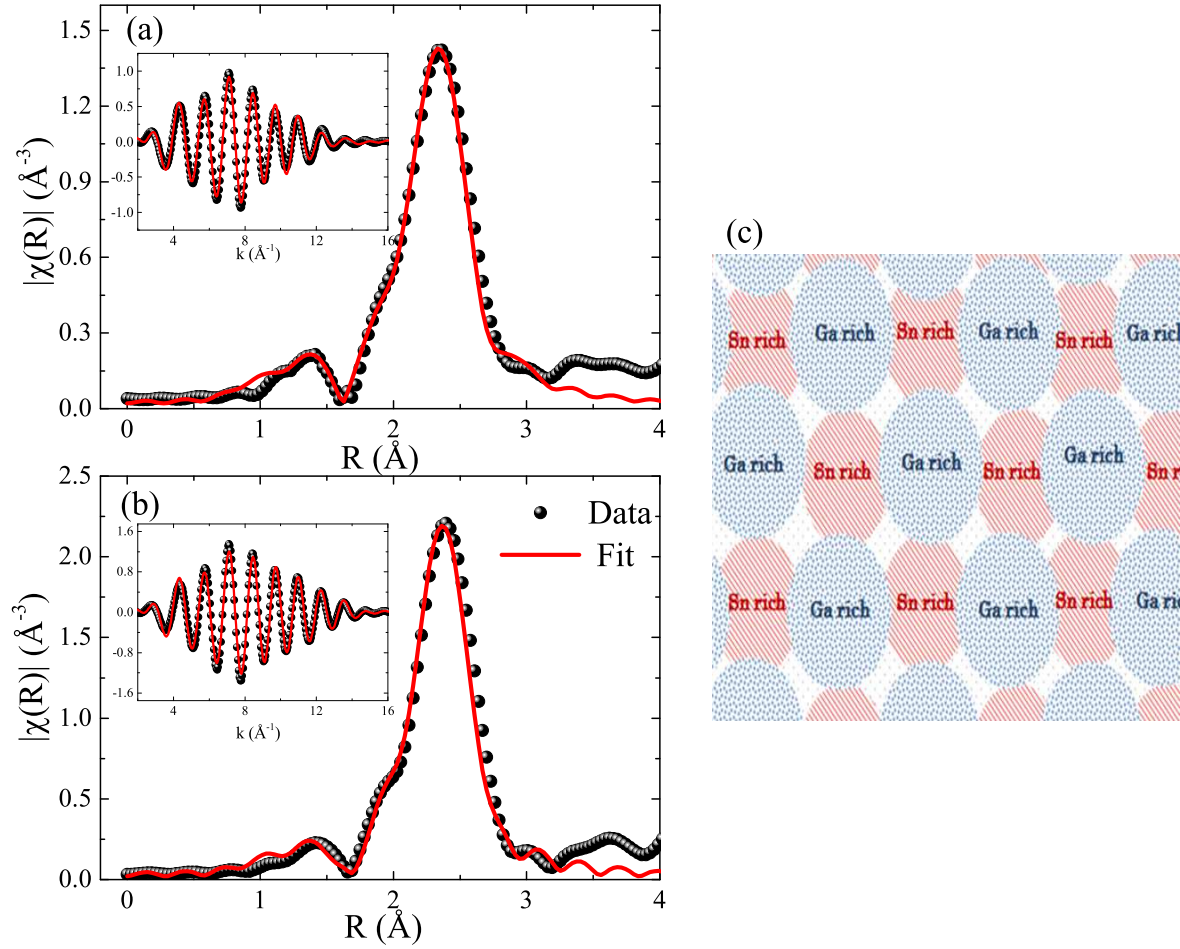 (a)
1.5
1.2
0.9
0.6
0.3
0.0
|χ(R)| (Å⁻³)
1.0
0.5
0.0
-0.5
-1.0
4 8 12 16
k (Å⁻¹)
0 1 2 3 4
R (Å)
(b)
2.5
2.0
1.5
1.0
0.5
0.0
|χ(R)| (Å⁻³)
1.6
0.8
0.0
-0.8
-1.6
4 8 12 16
k (Å⁻¹)
Data
Fit
0 1 2 3 4
R (Å)
(c)
Sn rich Ga rich Sn rich Ga rich Sn rich Ga rich
Ga rich Sn rich Ga rich Sn rich Ga rich Sn r
Sn rich Ga rich Sn rich Ga rich Sn rich Ga ri